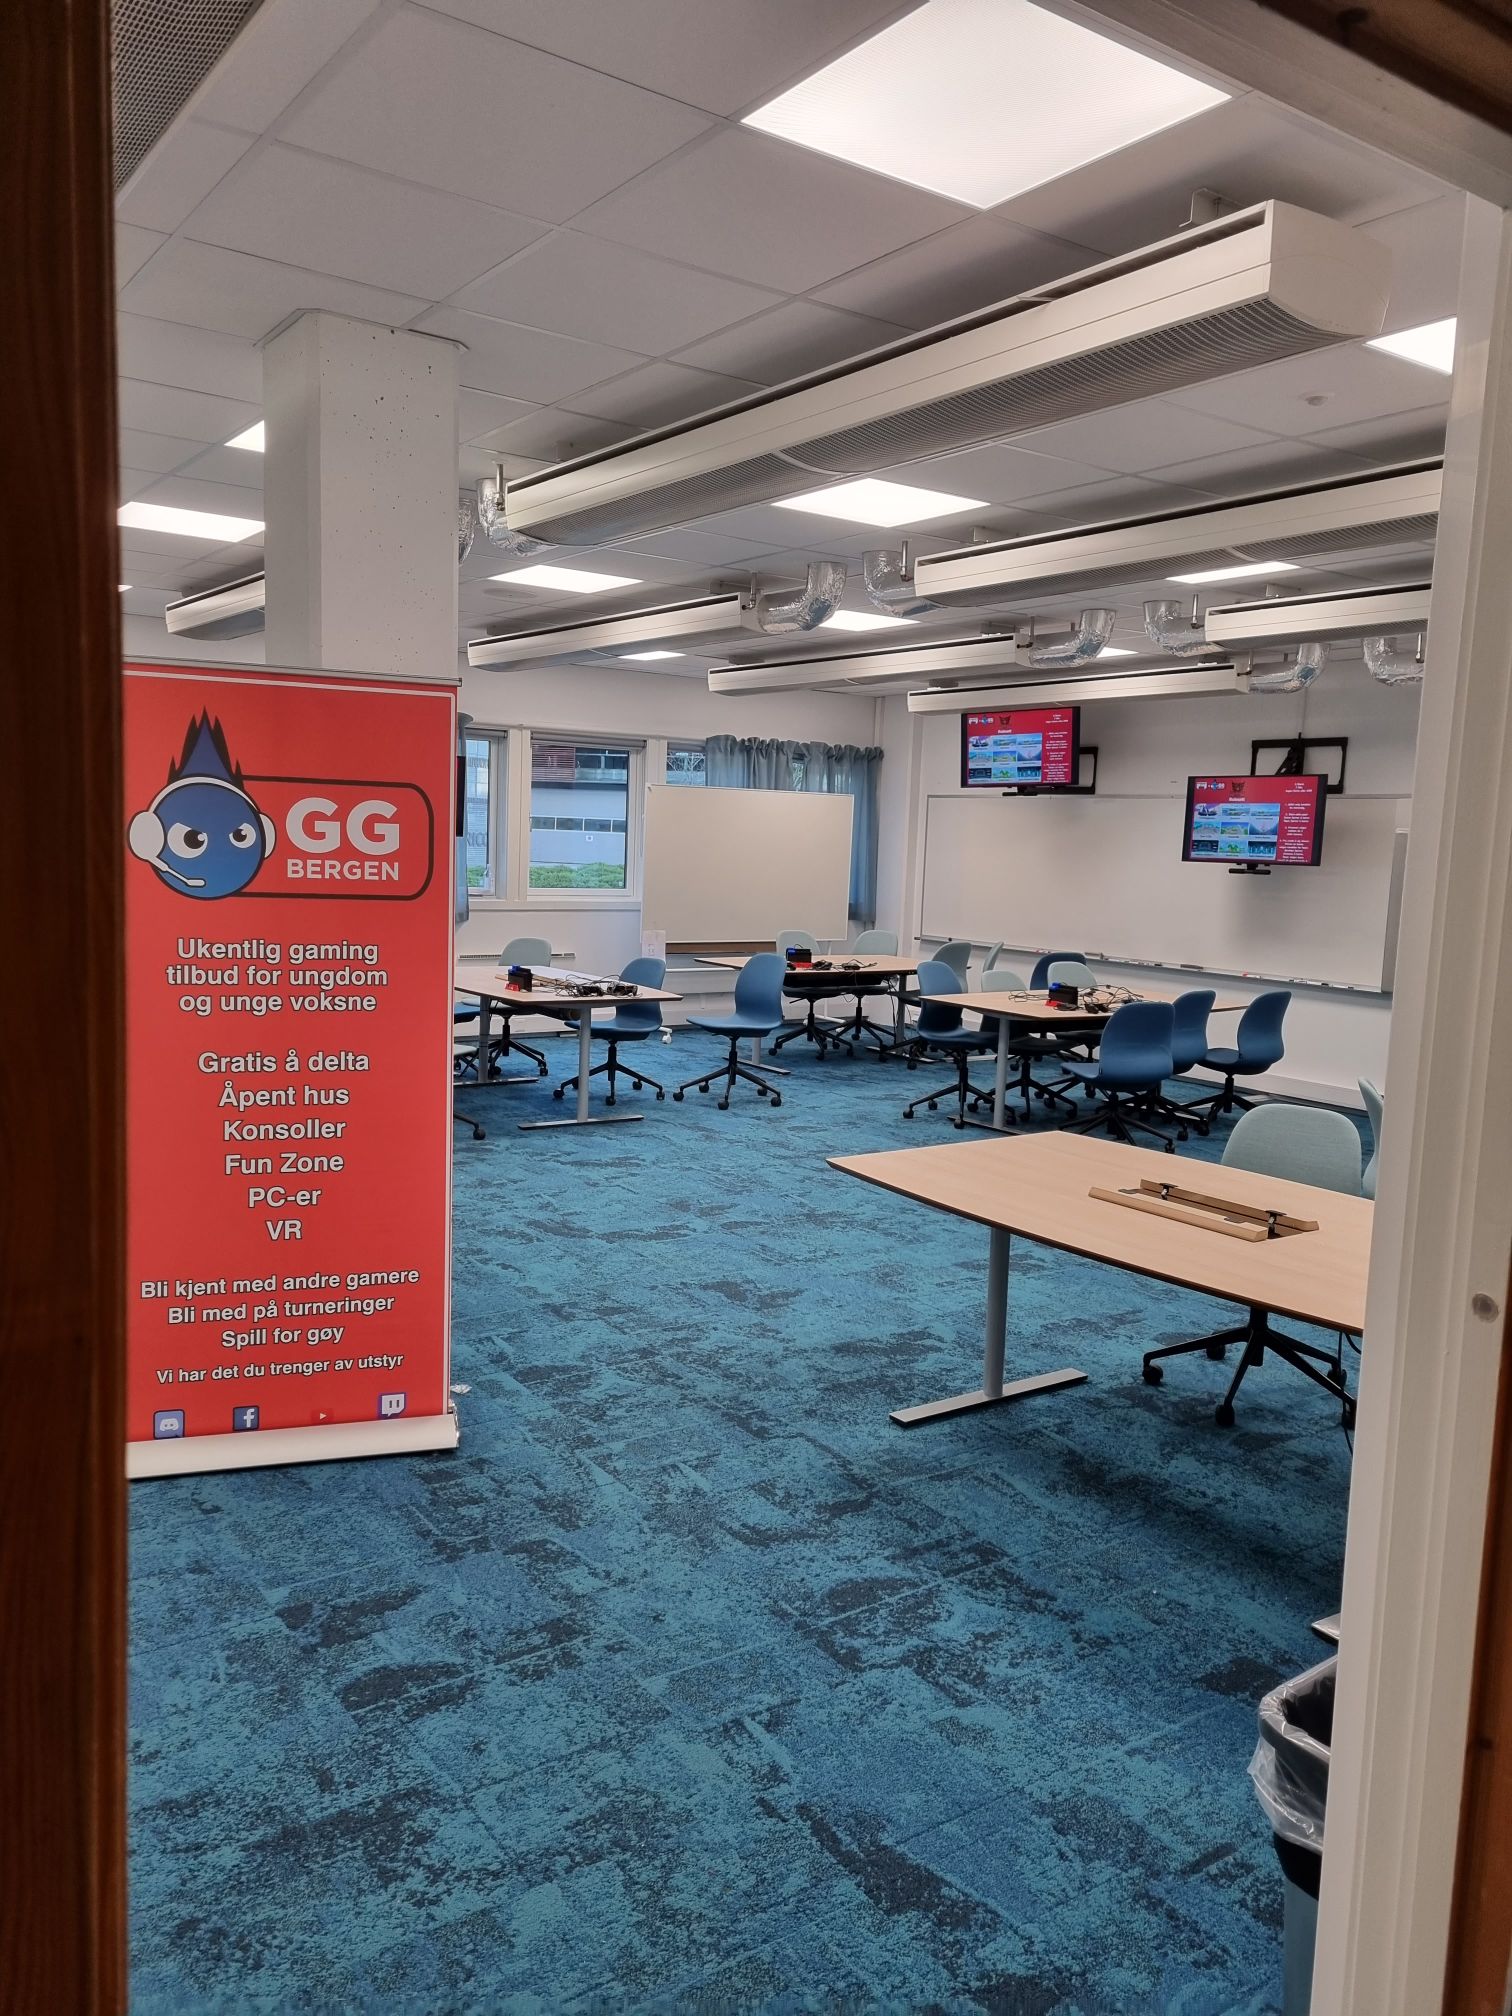 GG
BERGEN
Ukentlig gaming
tilbud for ungdom
og unge voksne
Gratis å delta
Åpent hus
Konsoller
Fun Zone
PC-er
VR
Bli kjent med andre gamere
Bli med på turneringer
Spill for gøy
Vi har det du trenger av utstyr